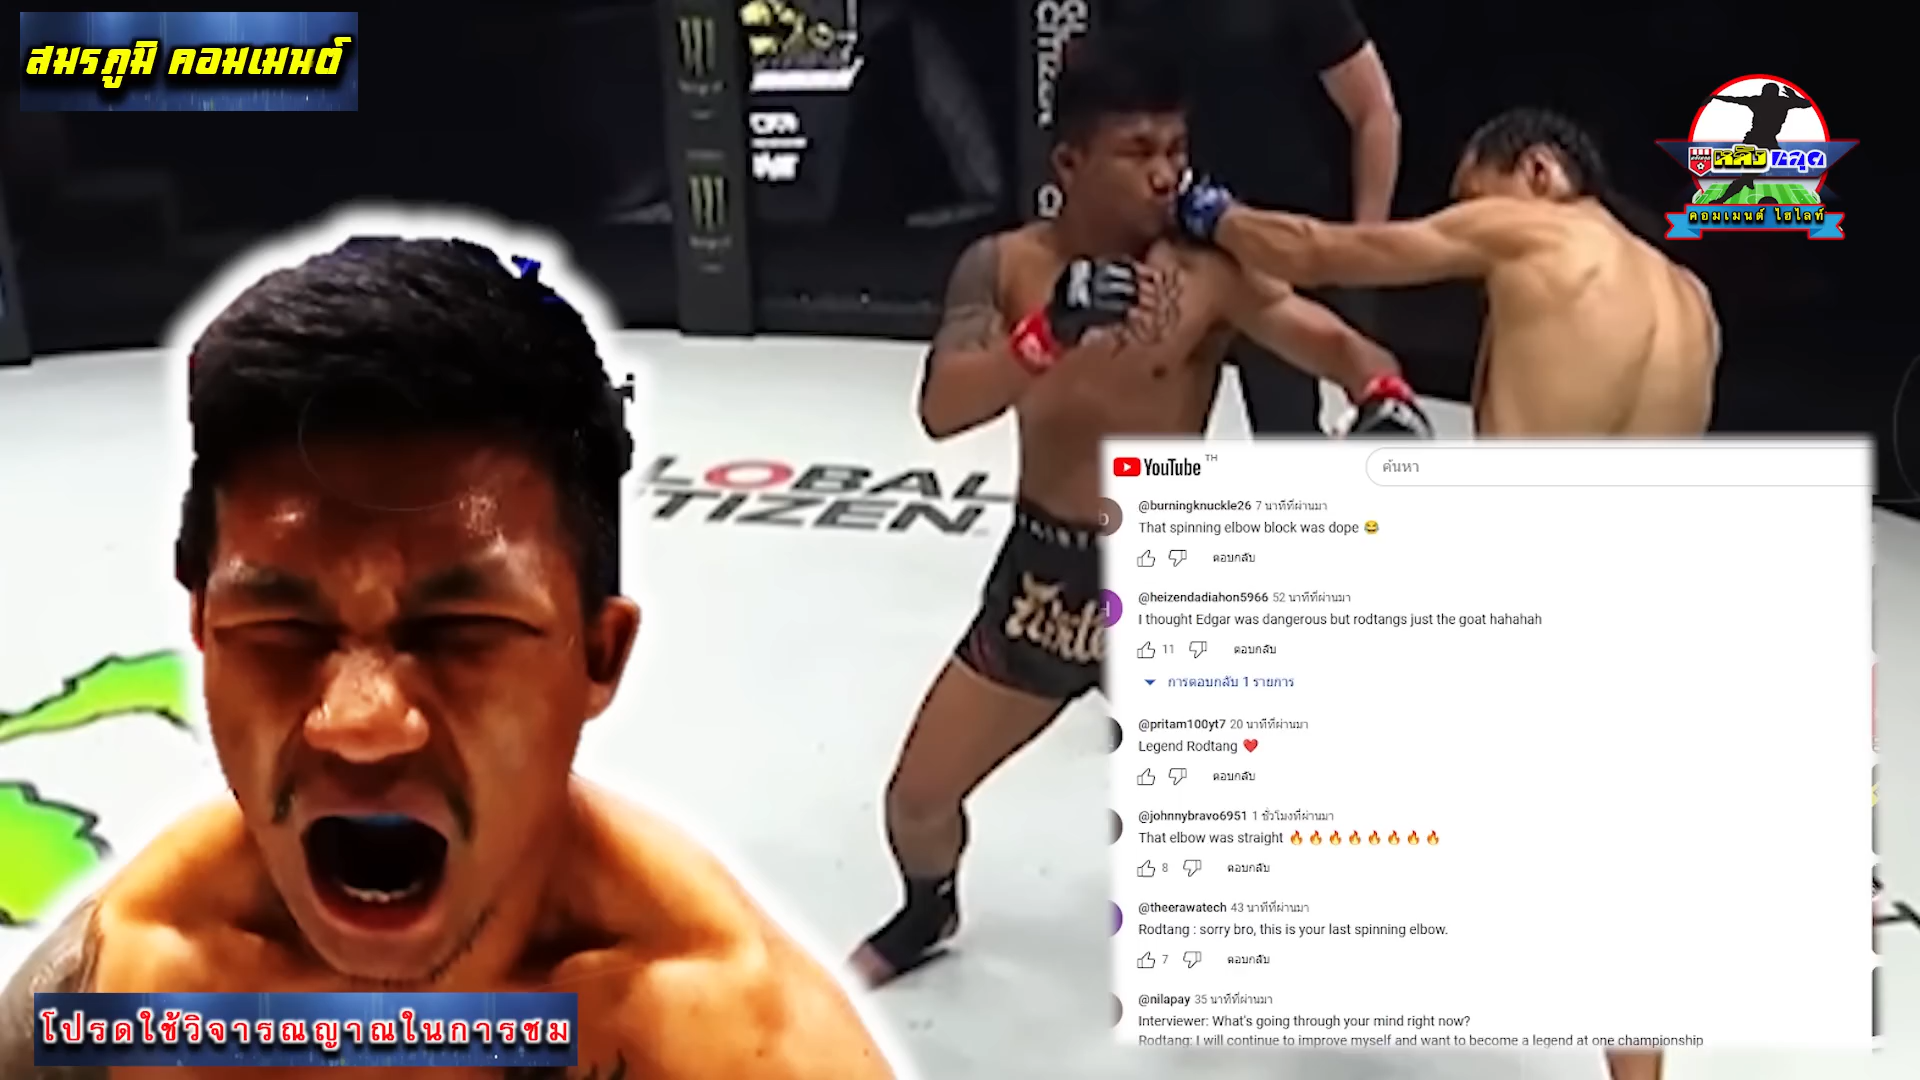 สมรภูมิ คอมเมนต์
หลังหลุด
คอมเมนต์ ไฮไลท์
GLOBAL
CITIZEN
YouTube TH
ค้นหา
@burningknuckle26 7 นาทีที่ผ่านมา
That spinning elbow block was dope 😂
ตอบกลับ
@heizendadiahon5966 52 นาทีที่ผ่านมา
I thought Edgar was dangerous but rodtangs just the goat hahahah
11 ตอบกลับ
การตอบกลับ 1 รายการ
@pritam100yt7 20 นาทีที่ผ่านมา
Legend Rodtang ❤️
ตอบกลับ
@johnnybravo6951 1 ชั่วโมงที่ผ่านมา
That elbow was straight 🔥🔥🔥🔥🔥🔥🔥🔥
8 ตอบกลับ
@theerawatech 43 นาทีที่ผ่านมา
Rodtang : sorry bro, this is your last spinning elbow.
7 ตอบกลับ
@nilapay 35 นาทีที่ผ่านมา
Interviewer: What's going through your mind right now?
Rodtang: I will continue to improve myself and want to become a legend at one championship
โปรดใช้วิจารณญาณในการชม